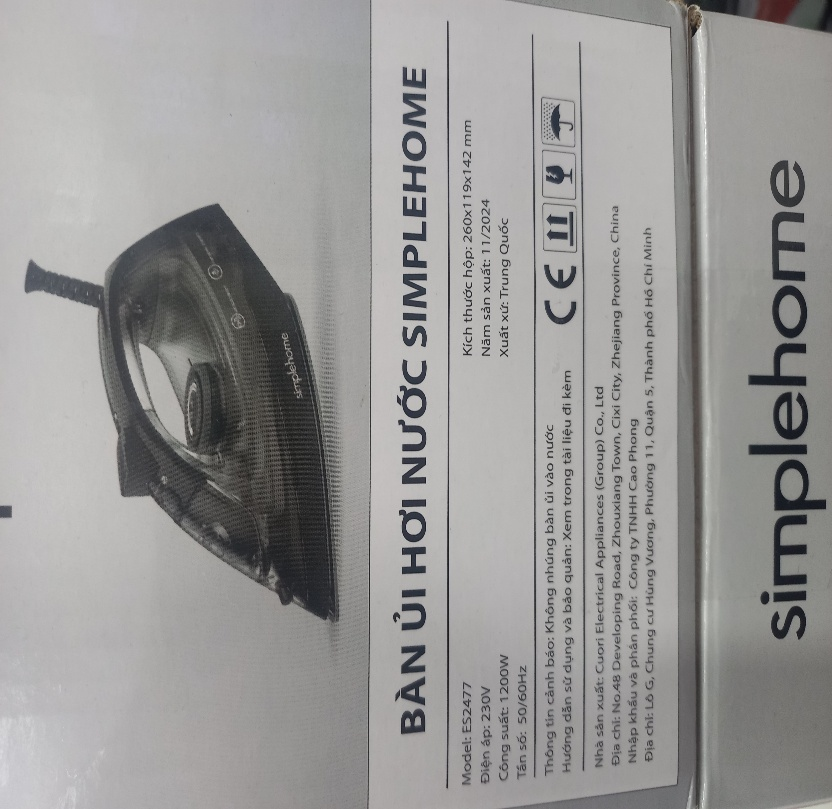 simplehome
BÀN ỦI HƠI NƯỚC SIMPLEHOME
Model: ES2477
Điện áp: 230V
Công suất: 1200W
Tần số: 50/60Hz
Kích thước hộp: 260x119x142 mm
Năm sản xuất: 11/2024
Xuất xứ: Trung Quốc
Thông tin cảnh báo: Không nhúng bàn ủi vào nước
Hướng dẫn sử dụng và bảo quản: Xem trong tài liệu đi kèm
CE
Nhà sản xuất: Cuori Electrical Appliances (Group) Co., Ltd
Địa chỉ: No.48 Developing Road, Zhouxiang Town, Cixi City, Zhejiang Province, China
Nhập khẩu và phân phối: Công ty TNHH Cao Phong
Địa chỉ: Lô G, Chung cư Hùng Vương, Phường 11, Quận 5, Thành phố Hồ Chí Minh
simplehome